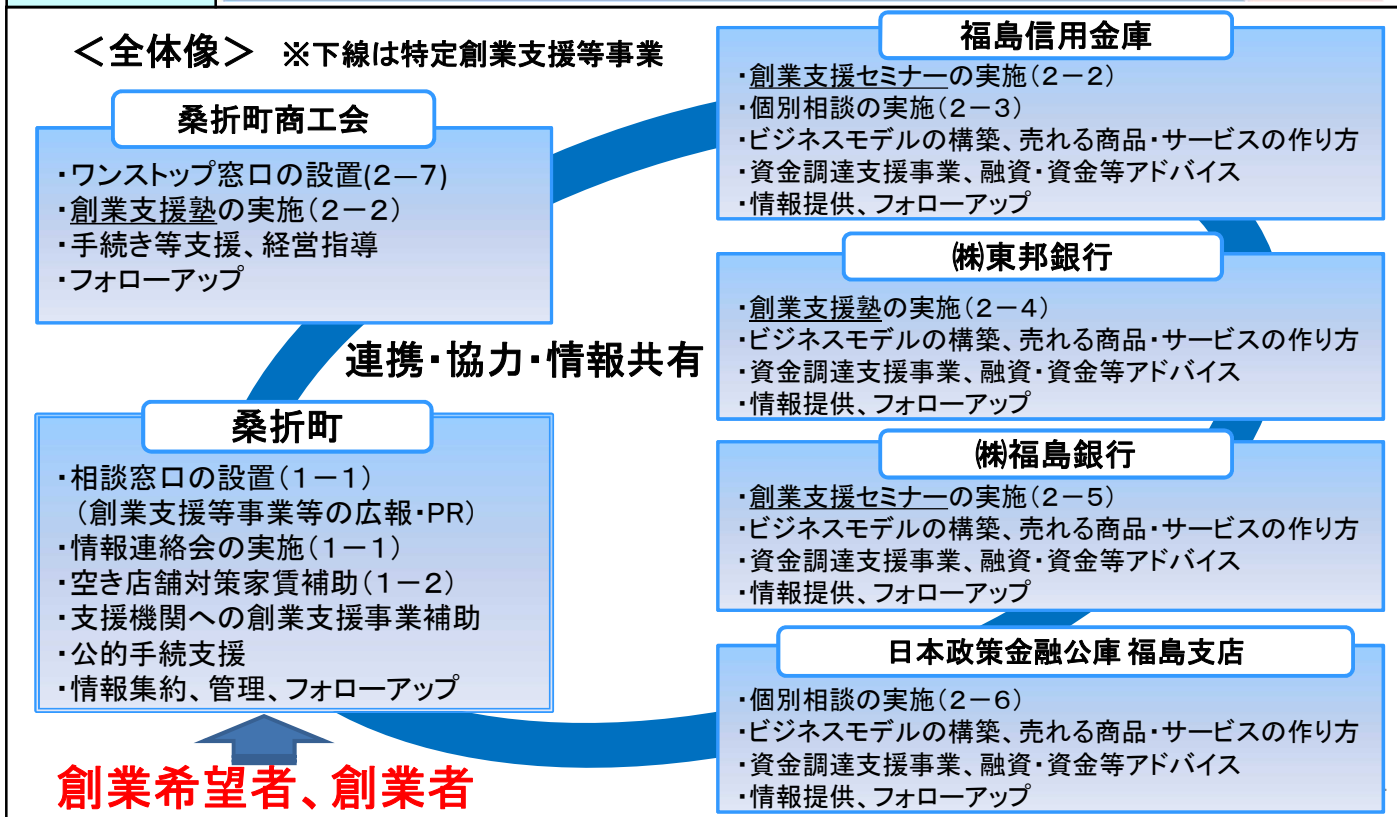 ＜全体像＞ ※下線は特定創業支援等事業
桑折町商工会
・ワンストップ窓口の設置(2－7)
・創業支援塾の実施（2－2）
・手続き等支援、経営指導
・フォローアップ
連携・協力・情報共有
桑折町
・相談窓口の設置（1－1）
（創業支援等事業等の広報・PR）
・情報連絡会の実施（1－1）
・空き店舗対策家賃補助（1－2）
・支援機関への創業支援事業補助
・公的手続支援
・情報集約、管理、フォローアップ
創業希望者、創業者
福島信用金庫
・創業支援セミナーの実施（2－2）
・個別相談の実施（2－3）
・ビジネスモデルの構築、売れる商品・サービスの作り方
・資金調達支援事業、融資・資金等アドバイス
・情報提供、フォローアップ
㈱東邦銀行
・創業支援塾の実施（2－4）
・ビジネスモデルの構築、売れる商品・サービスの作り方
・資金調達支援事業、融資・資金等アドバイス
・情報提供、フォローアップ
㈱福島銀行
・創業支援セミナーの実施（2－5）
・ビジネスモデルの構築、売れる商品・サービスの作り方
・資金調達支援事業、融資・資金等アドバイス
・情報提供、フォローアップ
日本政策金融公庫 福島支店
・個別相談の実施（2－6）
・ビジネスモデルの構築、売れる商品・サービスの作り方
・資金調達支援事業、融資・資金等アドバイス
・情報提供、フォローアップ